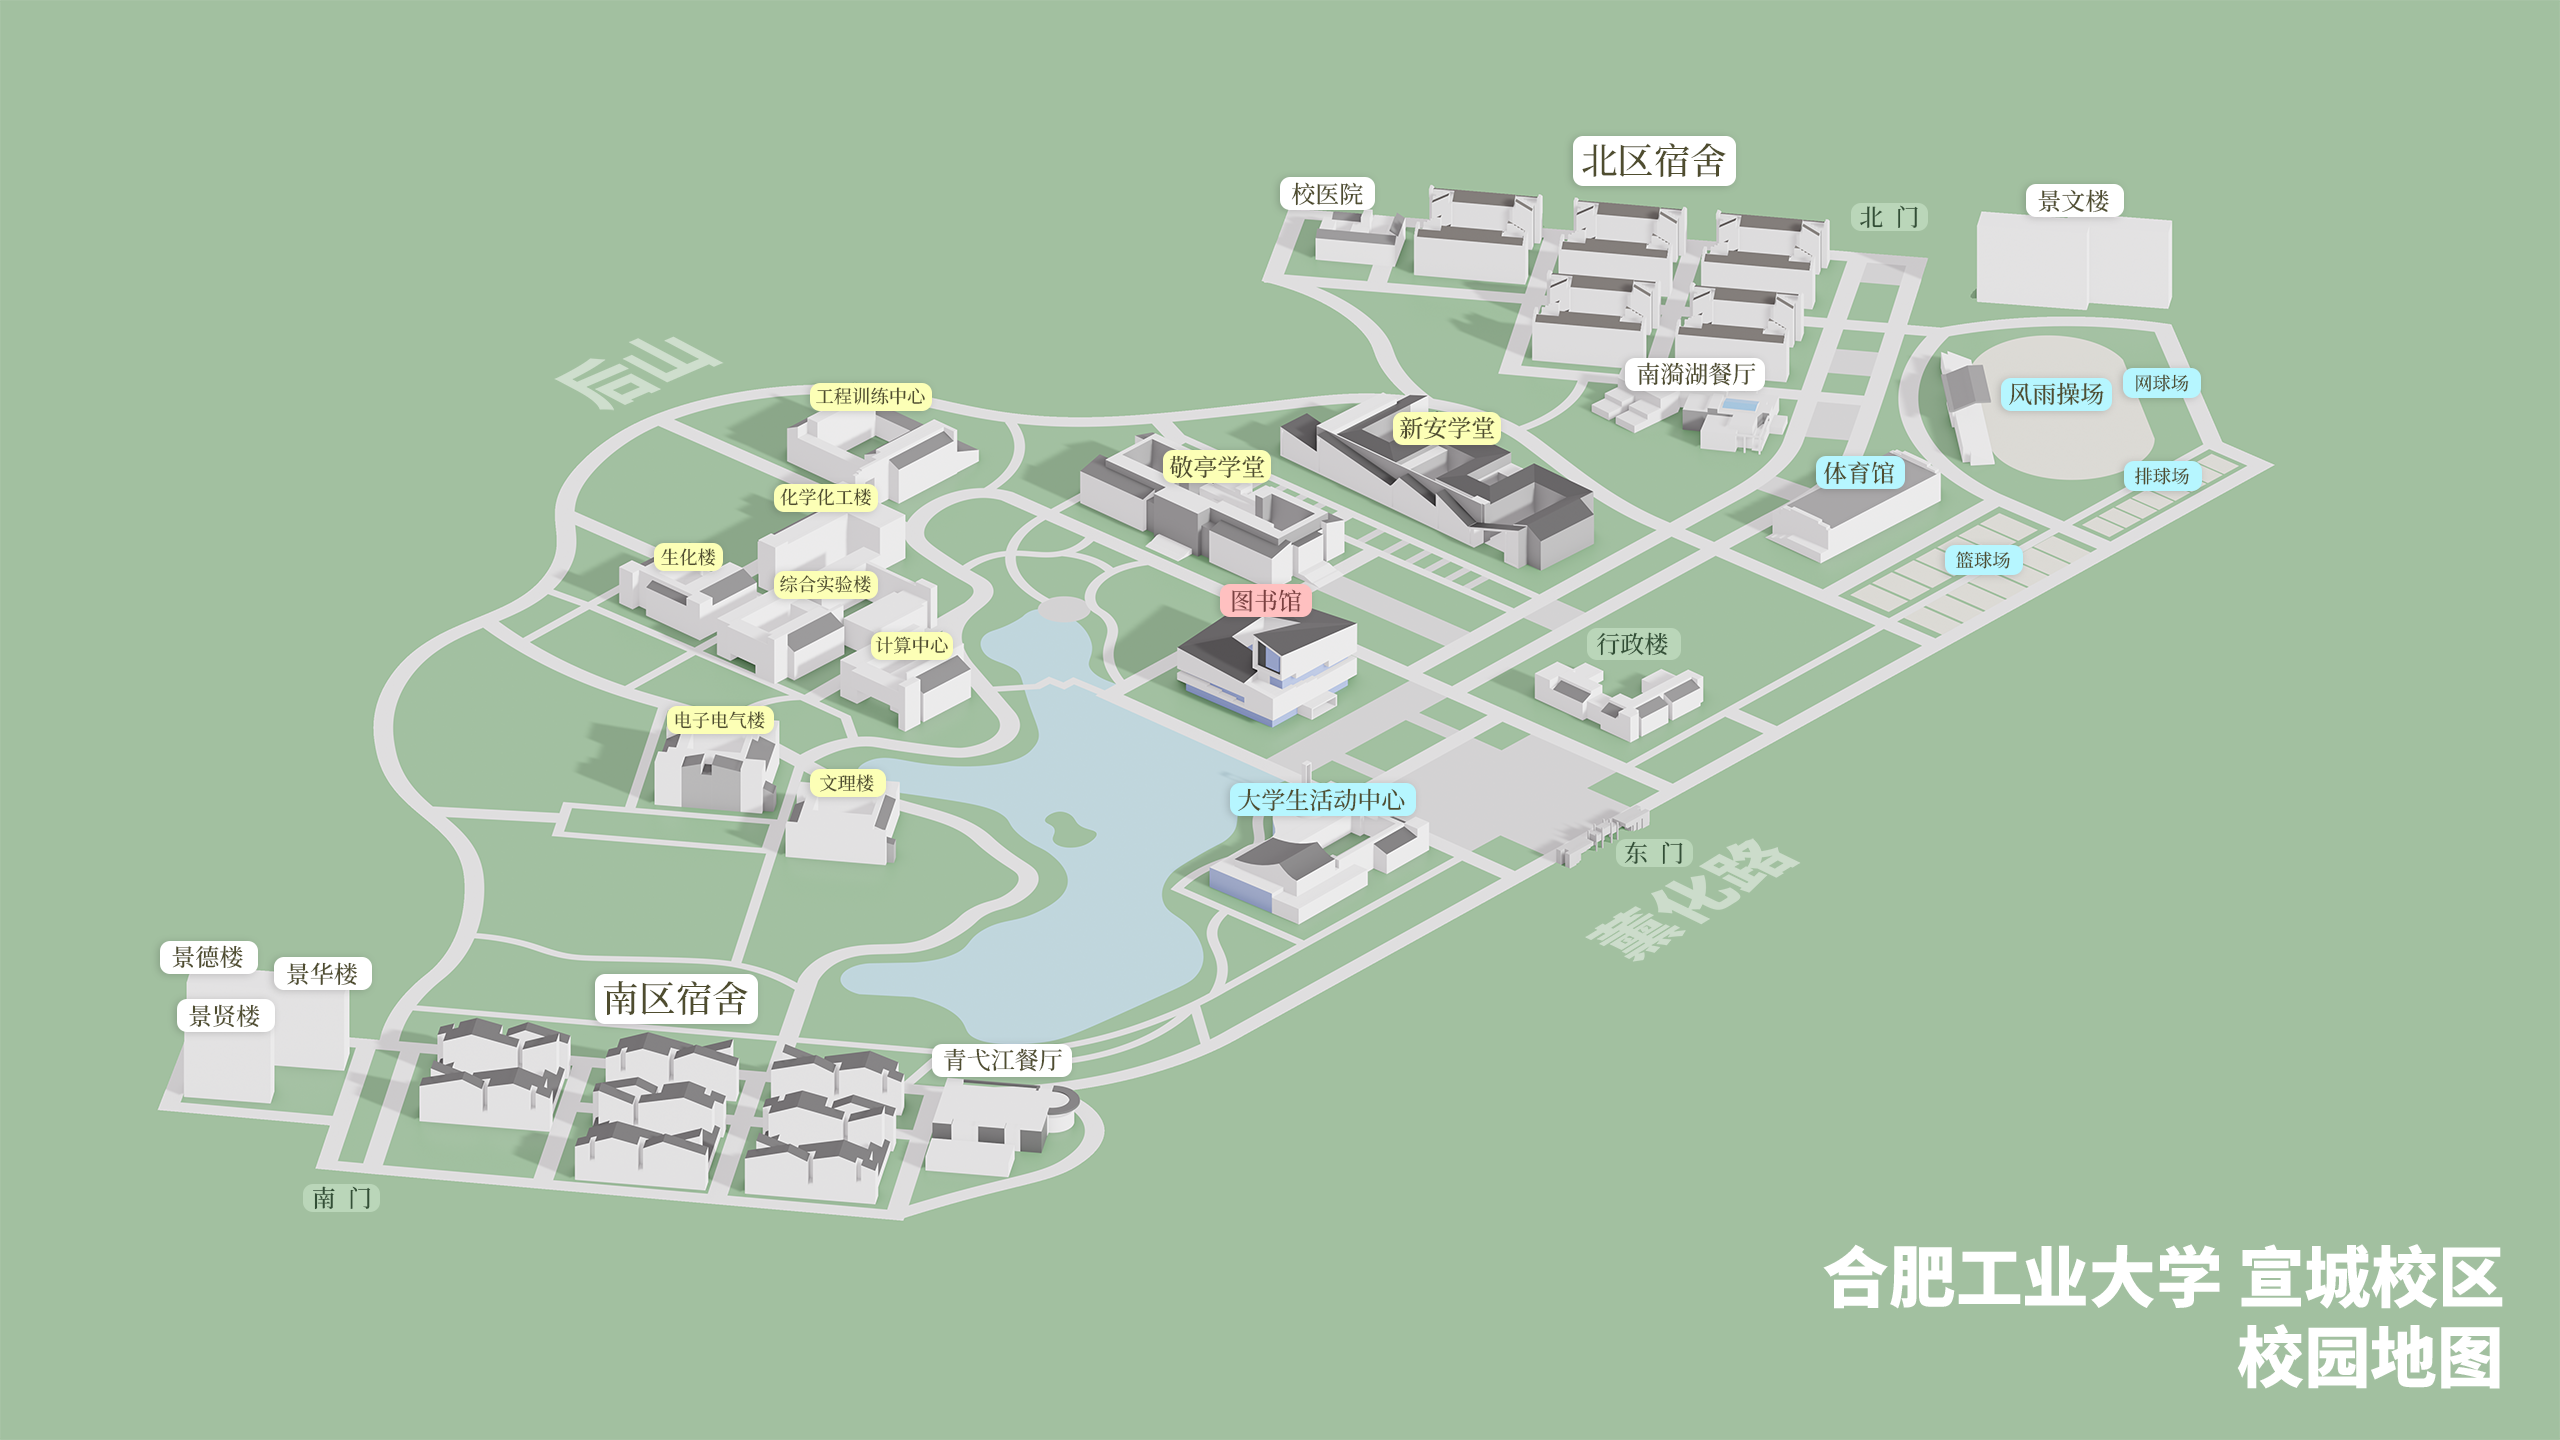 北区宿舍
校医院
北 门
景文楼
后山
南漪湖餐厅
网球场
风雨操场
工程训练中心
新安学堂
敬亭学堂
体育馆
排球场
化学化工楼
生化楼
综合实验楼
篮球场
图书馆
计算中心
行政楼
电子电气楼
文理楼
大学生活动中心
东 门
薰化路
景德楼
景华楼
南区宿舍
景贤楼
青弋江餐厅
南 门
合肥工业大学 宣城校区
校园地图